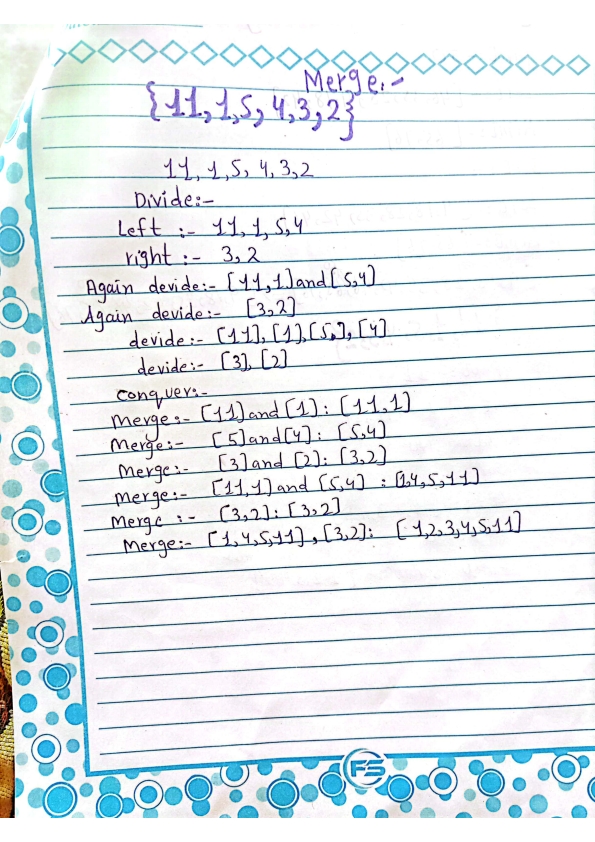 Merge:-
{11,1,5,4,3,2}
11, 1,5, 4,3,2
Divide:-
Left :- 11,1,5,4
right :- 3,2
Again devide:- [11,1]and[5,4]
Again devide:- [3,2]
devide:- [11],[1],[5],[4]
devide:- [3],[2]
conquer:-
Merge:- [11]and[1]: [11,1]
Merge:- [5]and[4]: [5,4]
Merge:- [3]and [2]: [3,2]
merge:- [11,1]and [5,4] : [1,4,5,11]
Merge :- [3,2]: [3,2]
Merge:- [1,4,5,11] ,[3,2]: [1,2,3,4,5,11]
FS